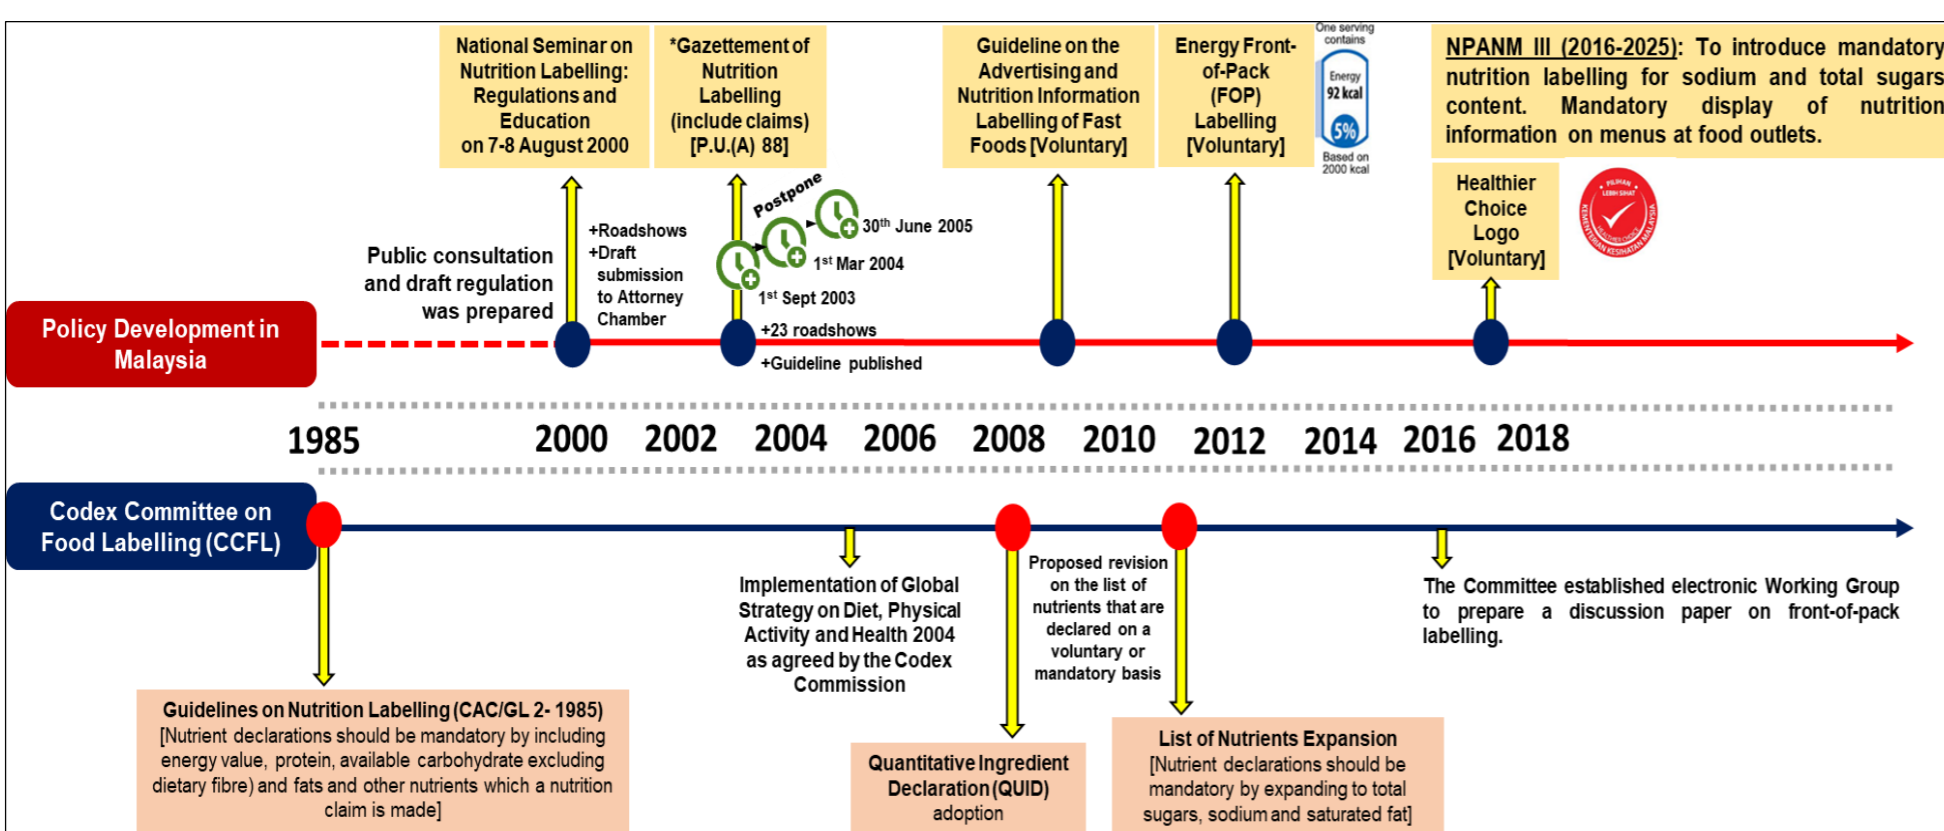 National Seminar on
Nutrition Labelling:
Regulations and
Education
on 7-8 August 2000
*Gazettement of
Nutrition
Labelling
(include claims)
[P.U.(A) 88]
Guideline on the
Advertising and
Nutrition Information
Labelling of Fast
Foods [Voluntary]
Energy Front-
of-Pack
(FOP)
Labelling
[Voluntary]
One serving
contains
Energy
92 kcal
5%
Based on
2000 kcal
NPANM III (2016-2025): To introduce mandatory
nutrition labelling for sodium and total sugars
content. Mandatory display of nutrition
information on menus at food outlets.
Healthier
Choice
Logo
[Voluntary]
PILIHAN
LEBIH SIHAT
HEALTHIER CHOICE
KEMENTERIAN KESIHATAN MALAYSIA
Public consultation
and draft regulation
was prepared
+Roadshows
+Draft
submission
to Attorney
Chamber
Postpone
30th June 2005
1st Mar 2004
1st Sept 2003
+23 roadshows
+Guideline published
Policy Development in
Malaysia
1985 2000 2002 2004 2006 2008 2010 2012 2014 2016 2018
Codex Committee on
Food Labelling (CCFL)
Guidelines on Nutrition Labelling (CAC/GL 2- 1985)
[Nutrient declarations should be mandatory by including
energy value, protein, available carbohydrate excluding
dietary fibre) and fats and other nutrients which a nutrition
claim is made]
Implementation of Global
Strategy on Diet, Physical
Activity and Health 2004
as agreed by the Codex
Commission
Quantitative Ingredient
Declaration (QUID)
adoption
Proposed revision
on the list of
nutrients that are
declared on a
voluntary or
mandatory basis
List of Nutrients Expansion
[Nutrient declarations should be
mandatory by expanding to total
sugars, sodium and saturated fat]
The Committee established electronic Working Group
to prepare a discussion paper on front-of-pack
labelling.